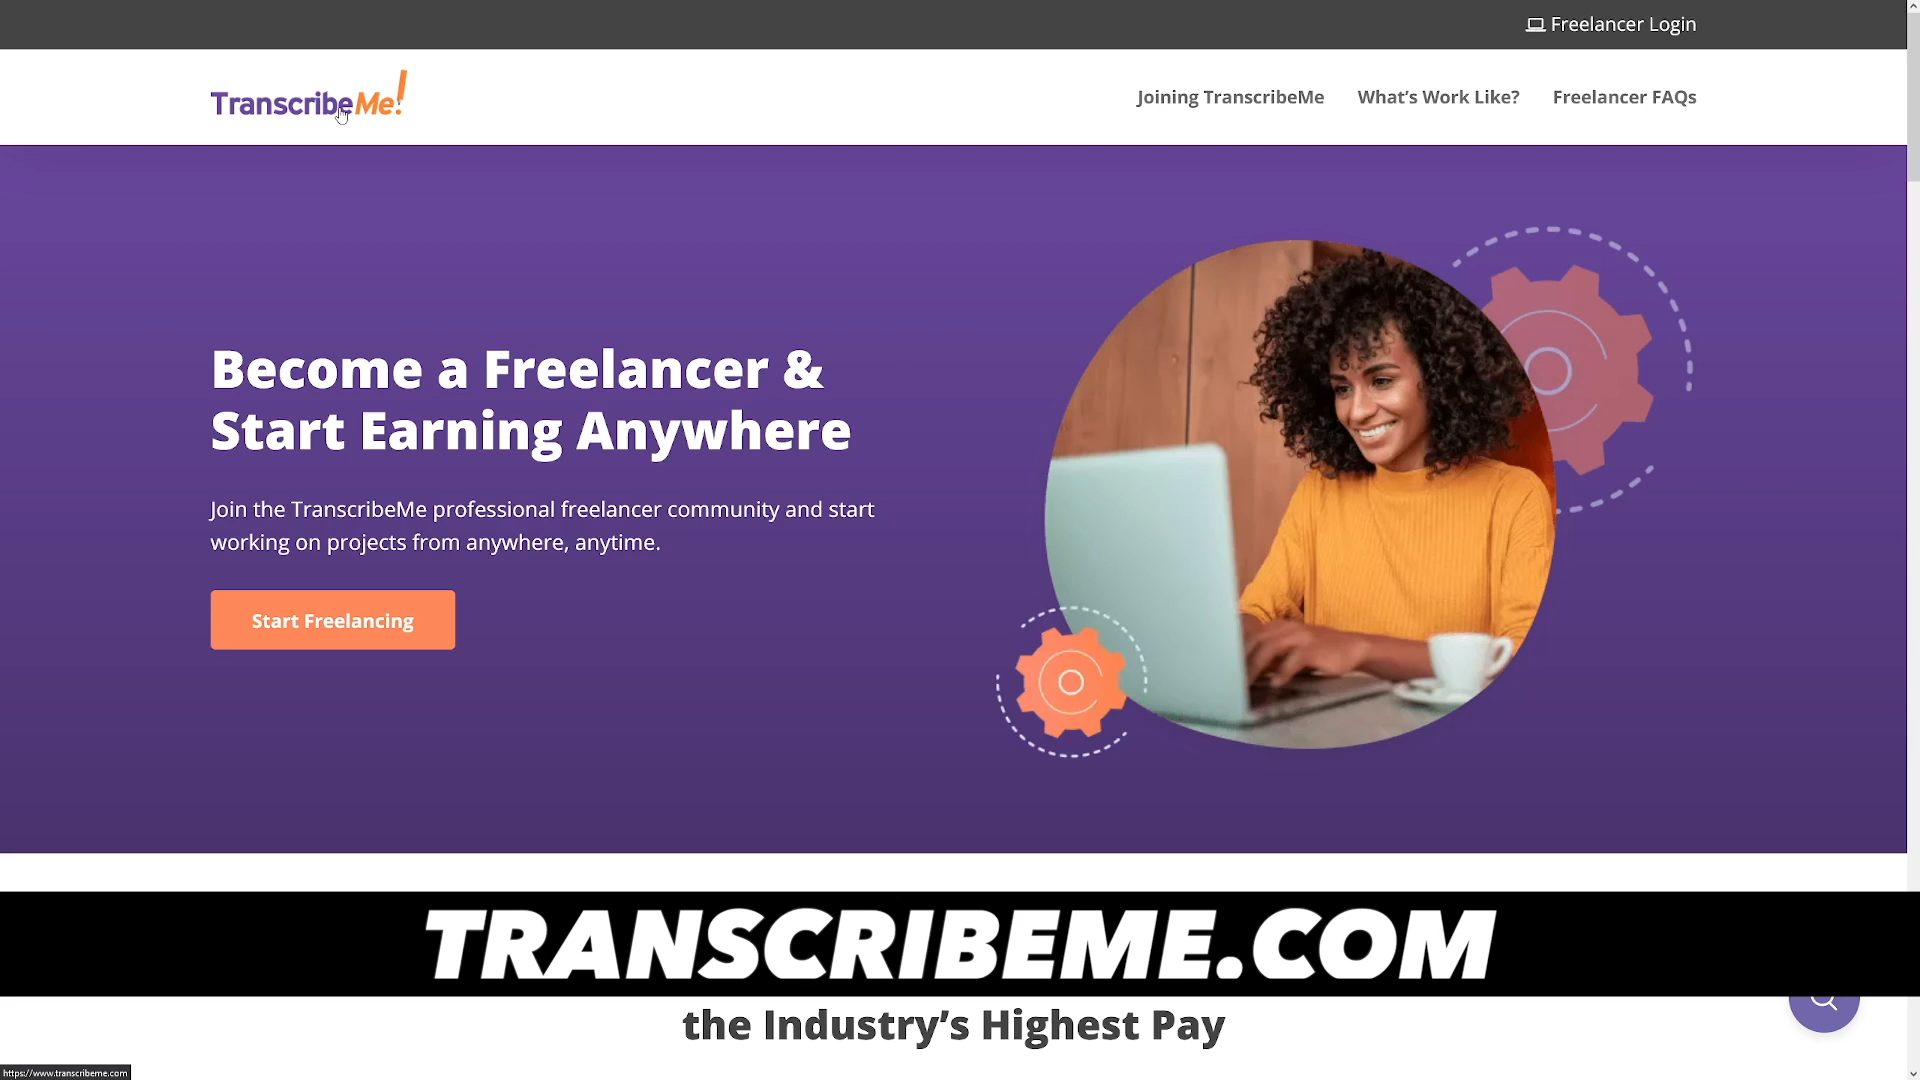 Freelancer Login
TranscribeMe!
Joining TranscribeMe
What's Work Like?
Freelancer FAQs
Become a Freelancer &
Start Earning Anywhere
Join the TranscribeMe professional freelancer community and start
working on projects from anywhere, anytime.
Start Freelancing
TRANSCRIBEME.COM
the Industry's Highest Pay
https://www.transcribeme.com